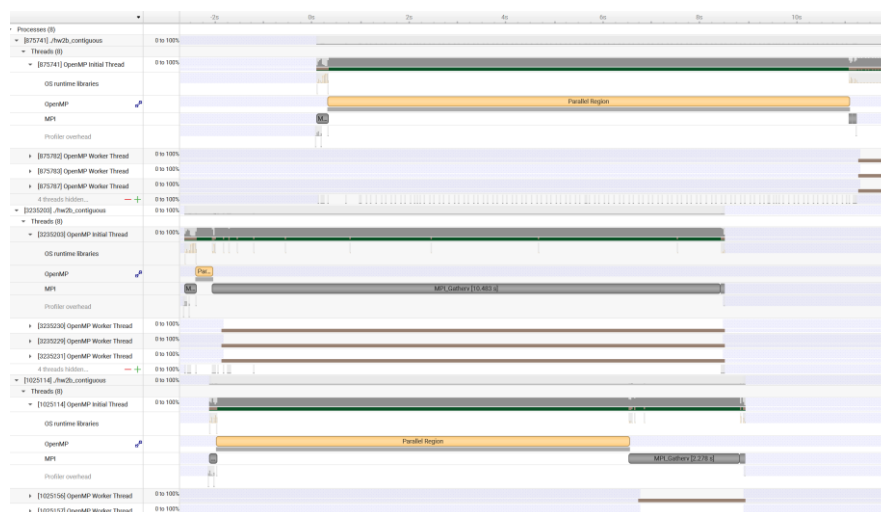 -2s 0s 2s 4s 6s 8s 10s
Processes (8)
[875741] ./hw2b_contiguous 0 to 100%
Threads (8)
[875741] OpenMP Initial Thread 0 to 100%
OS runtime libraries
OpenMP Parallel Region
MPI M...
Profiler overhead
[875782] OpenMP Worker Thread 0 to 100%
[875783] OpenMP Worker Thread 0 to 100%
[875787] OpenMP Worker Thread 0 to 100%
4 threads hidden... — + 0 to 100%
[3235203] ./hw2b_contiguous 0 to 100%
Threads (8)
[3235203] OpenMP Initial Thread 0 to 100%
OS runtime libraries
OpenMP Par...
MPI M... MPI_Gatherv [10.483 s]
Profiler overhead
[3235230] OpenMP Worker Thread 0 to 100%
[3235229] OpenMP Worker Thread 0 to 100%
[3235231] OpenMP Worker Thread 0 to 100%
4 threads hidden... — + 0 to 100%
[1025114] ./hw2b_contiguous 0 to 100%
Threads (8)
[1025114] OpenMP Initial Thread 0 to 100%
OS runtime libraries
OpenMP Parallel Region
MPI MPI_Gatherv [2.278 s]
Profiler overhead
[1025156] OpenMP Worker Thread 0 to 100%
[1025157] OpenMP Worker Thread 0 to 100%